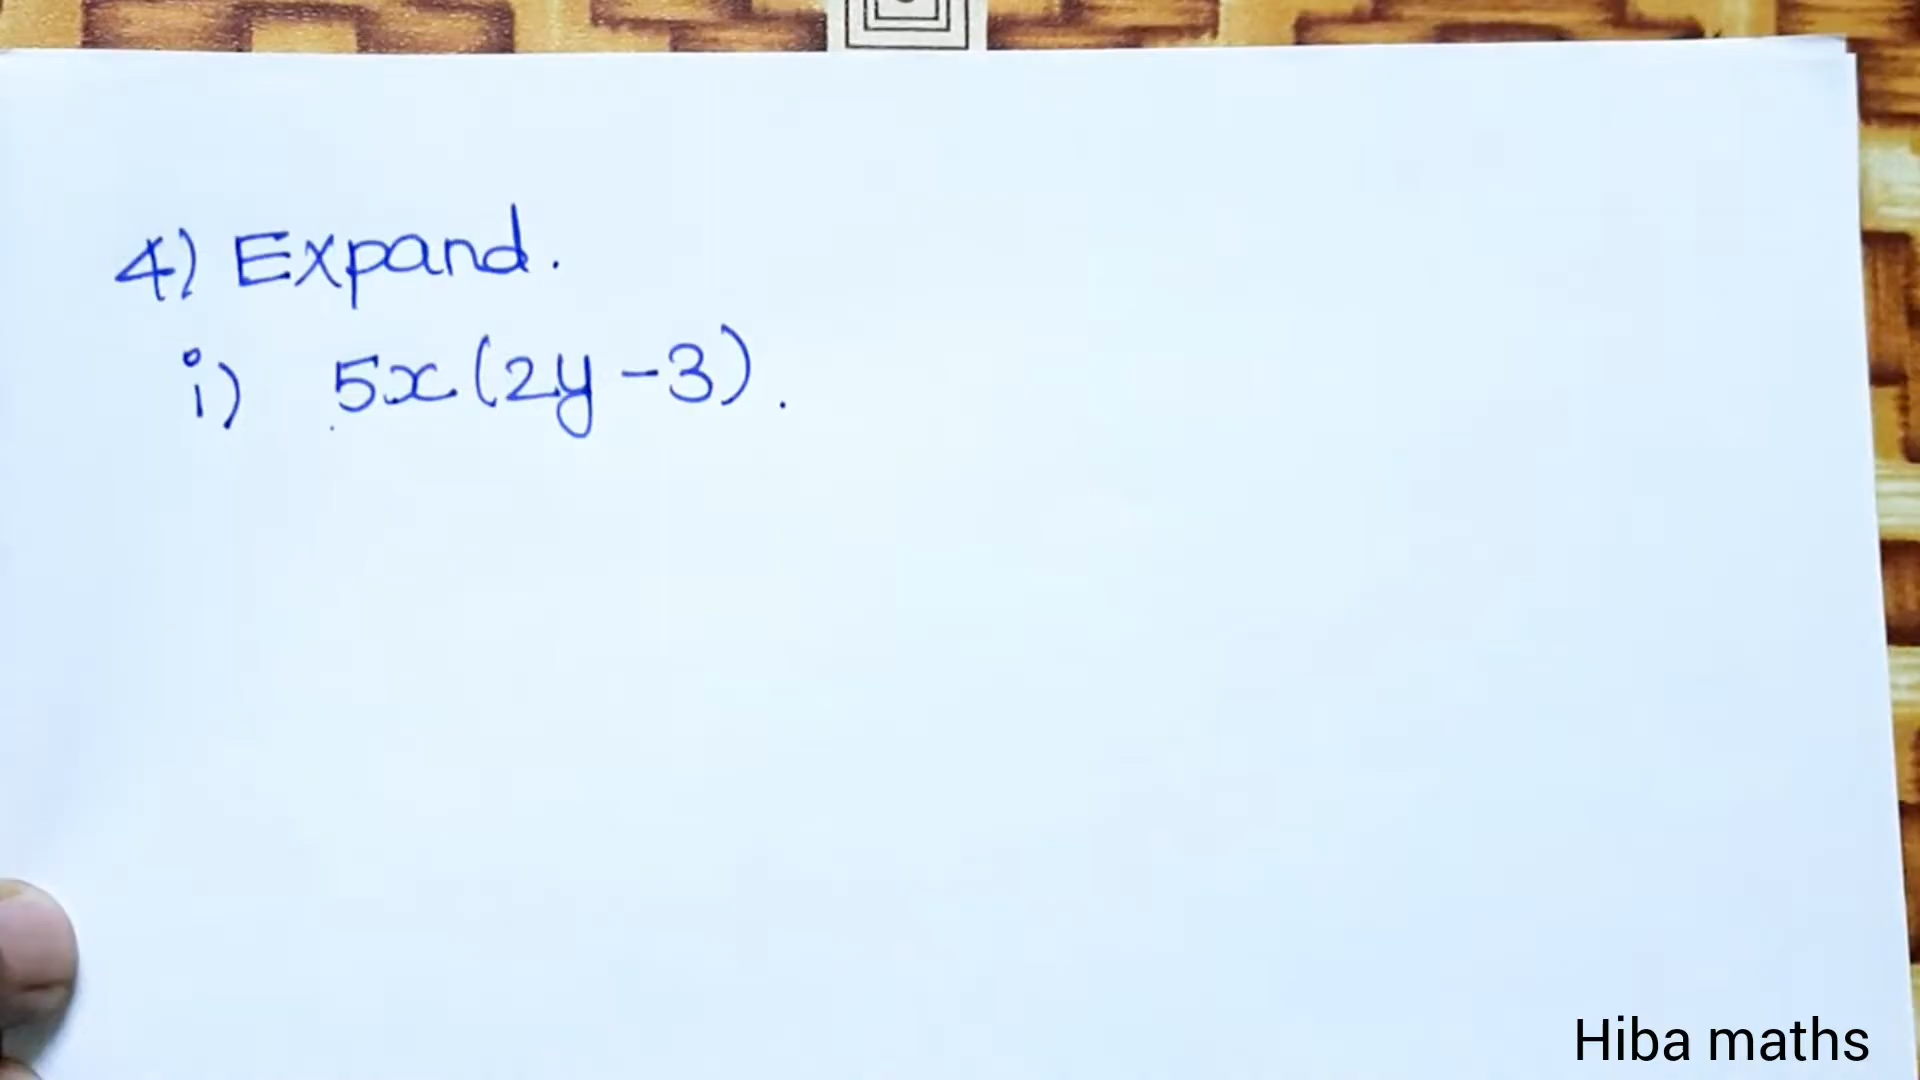 4) Expand.
i) 5x(2y-3).
Hiba maths